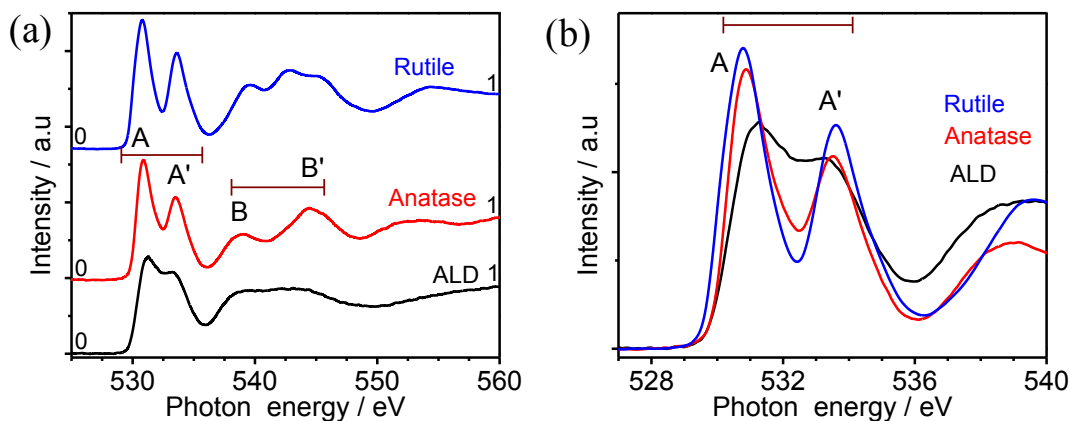 (a)
Rutile
1
0
A
A'
B'
B
Anatase
1
0
ALD 1
0
Intensity / a.u
530
540
550
560
Photon energy / eV
(b)
A
A'
Rutile
Anatase
ALD
Intensity / a.u
528
532
536
540
Photon energy / eV